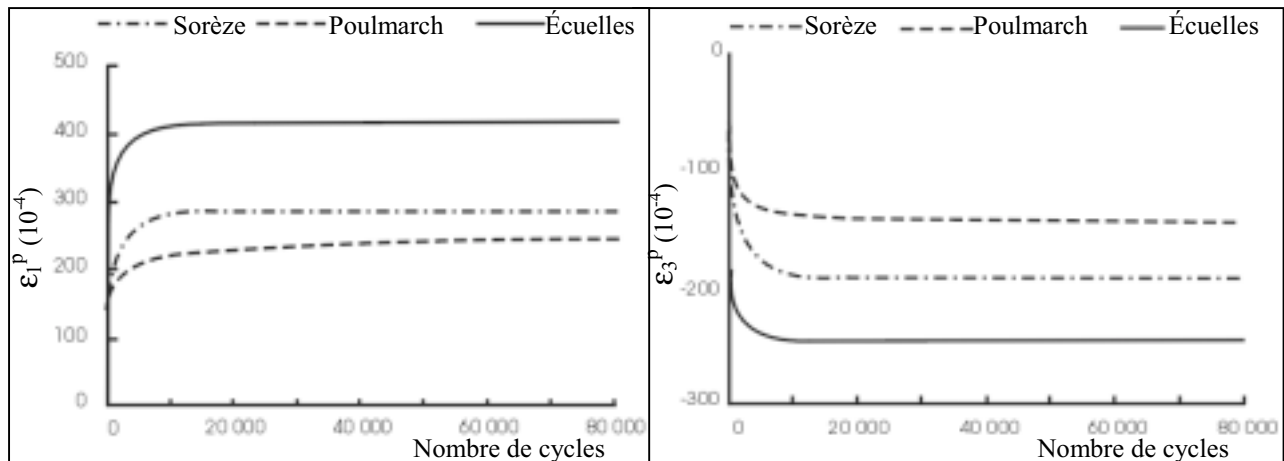 Sorèze Poulmarch Écuelles
500
400
300
200
100
0
ε₁ᵖ (10⁻⁴)
0 20 000 40 000 60 000 80 000
Nombre de cycles
Sorèze Poulmarch Écuelles
0
-100
-200
-300
ε₃ᵖ (10⁻⁴)
0 20 000 40 000 60 000 80 000
Nombre de cycles